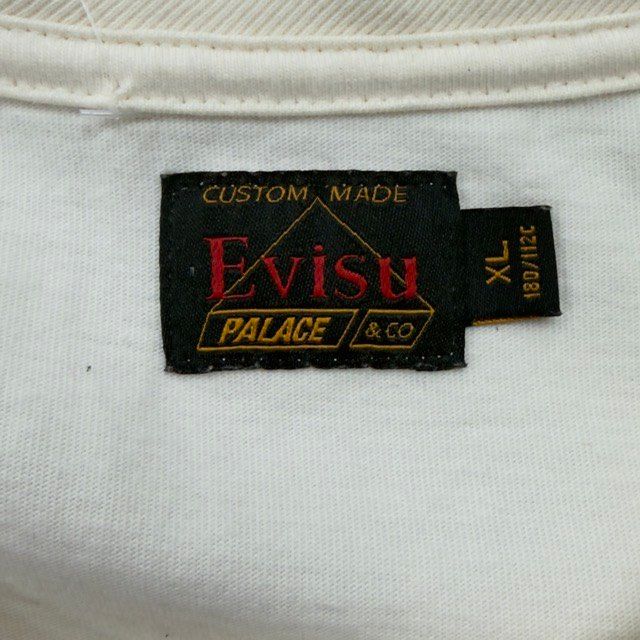 CUSTOM MADE
Evisu
PALACE & CO
XL
180/112C